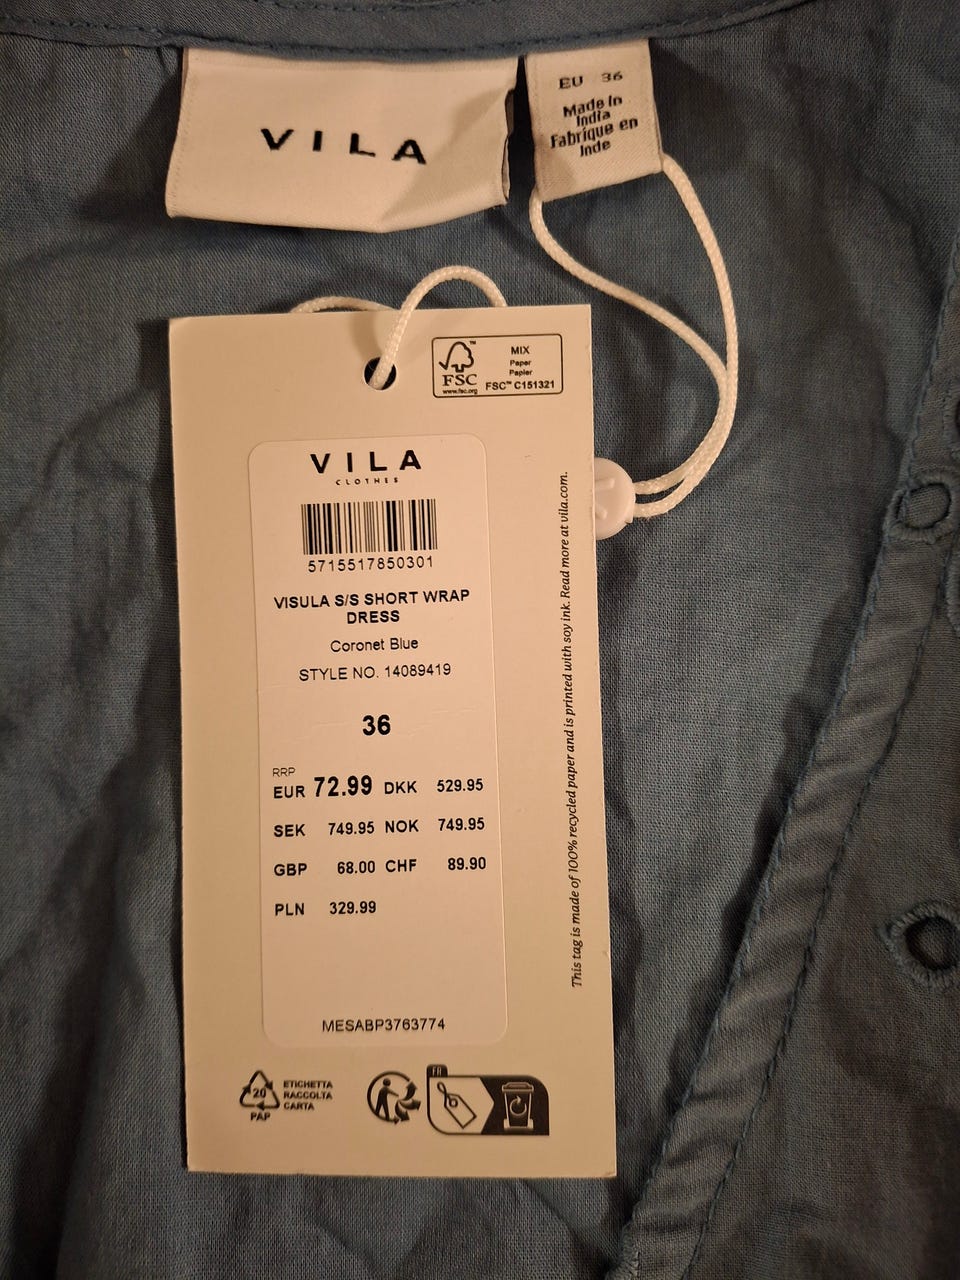 VILA
EU 36
Made in
India
Fabriqué en
Inde
FSC™
www.fsc.org
MIX
Paper
Papier
FSC™ C151321
VILA
CLOTHES
5715517850301
VISULA S/S SHORT WRAP
DRESS
Coronet Blue
STYLE NO. 14089419
36
RRP
EUR 72.99 DKK 529.95
SEK 749.95 NOK 749.95
GBP 68.00 CHF 89.90
PLN 329.99
MESABP3763774
This tag is made of 100% recycled paper and is printed with soy ink. Read more at vila.com.
20
PAP
ETICHETTA
RACCOLTA
CARTA
FR